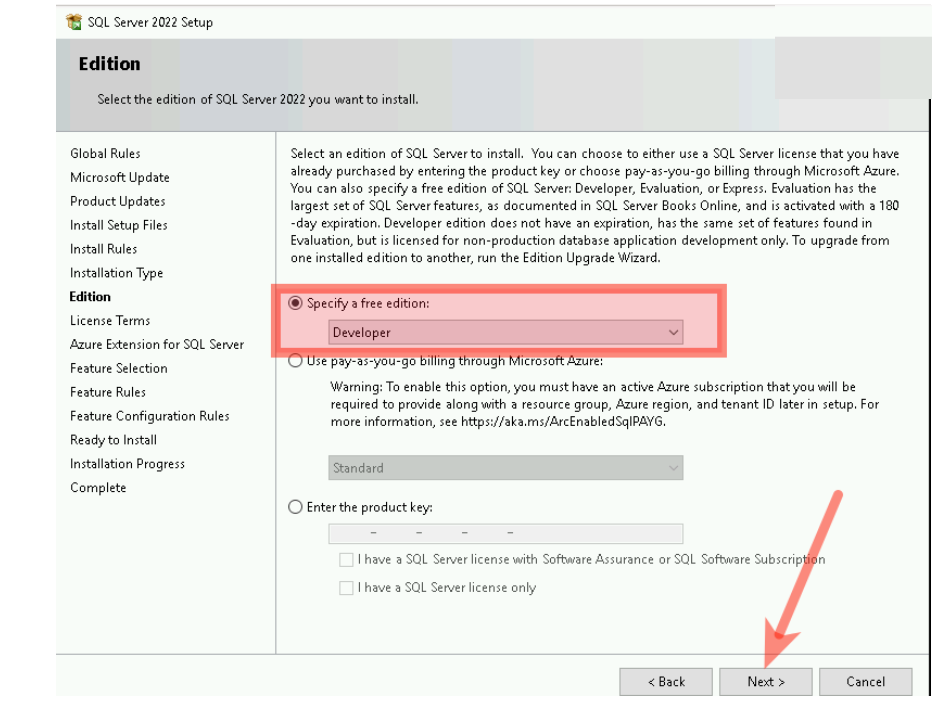 SQL Server 2022 Setup
Edition
Select the edition of SQL Server 2022 you want to install.
Global Rules
Microsoft Update
Product Updates
Install Setup Files
Install Rules
Installation Type
Edition
License Terms
Azure Extension for SQL Server
Feature Selection
Feature Rules
Feature Configuration Rules
Ready to Install
Installation Progress
Complete
Select an edition of SQL Server to install. You can choose to either use a SQL Server license that you have
already purchased by entering the product key or choose pay-as-you-go billing through Microsoft Azure.
You can also specify a free edition of SQL Server: Developer, Evaluation, or Express. Evaluation has the
largest set of SQL Server features, as documented in SQL Server Books Online, and is activated with a 180
-day expiration. Developer edition does not have an expiration, has the same set of features found in
Evaluation, but is licensed for non-production database application development only. To upgrade from
one installed edition to another, run the Edition Upgrade Wizard.
Specify a free edition:
Developer
Use pay-as-you-go billing through Microsoft Azure:
Warning: To enable this option, you must have an active Azure subscription that you will be
required to provide along with a resource group, Azure region, and tenant ID later in setup. For
more information, see https://aka.ms/ArcEnabledSqlPAYG.
Standard
Enter the product key:
- - - -
I have a SQL Server license with Software Assurance or SQL Software Subscription
I have a SQL Server license only
< Back
Next >
Cancel